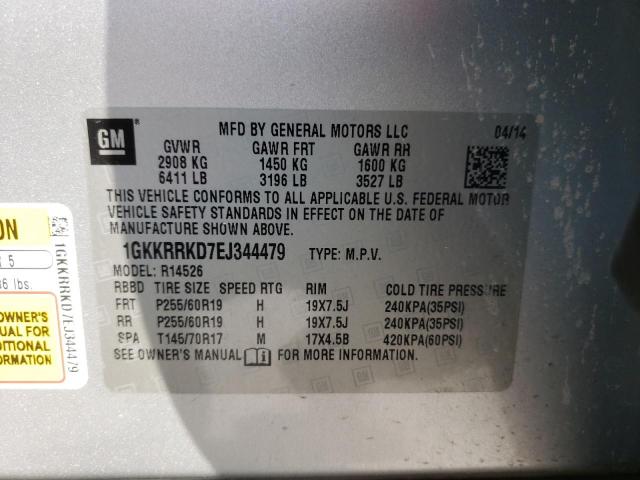 GM
MFD BY GENERAL MOTORS LLC 04/14
GVWR GAWR FRT GAWR RR
2908 KG 1450 KG 1600 KG
6411 LB 3196 LB 3527 LB
THIS VEHICLE CONFORMS TO ALL APPLICABLE U.S. FEDERAL MOTOR
VEHICLE SAFETY STANDARDS IN EFFECT ON THE DATE OF
MANUFACTURE SHOWN ABOVE.
1GKKRRKD7EJ344479 TYPE: M.P.V.
MODEL: R14526
RBBD TIRE SIZE SPEED RTG RIM COLD TIRE PRESSURE
FRT P255/60R19 H 19X7.5J 240KPA(35PSI)
RR P255/60R19 H 19X7.5J 240KPA(35PSI)
SPA T145/70R17 M 17X4.5B 420KPA(60PSI)
SEE OWNER'S MANUAL FOR MORE INFORMATION.
ON
5
6 lbs.
OWNER'S
NUAL FOR
DITIONAL
ORMATION
1GKKRRKD7EJ344479